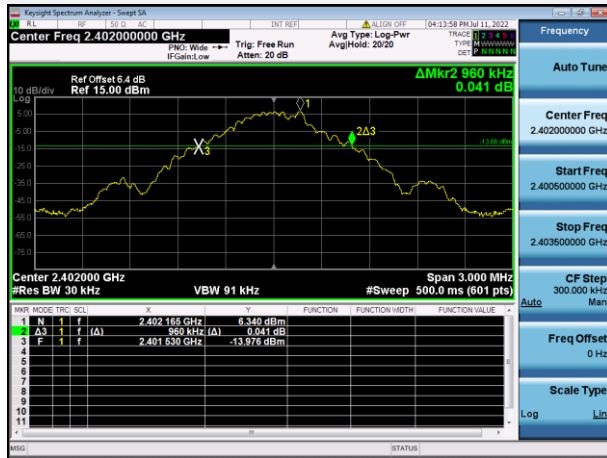 Keysight Spectrum Analyzer - Swept SA
RL RF 50 Ω AC INT REF ALIGN OFF 04:13:58 PM Jul 11, 2022
Center Freq 2.402000000 GHz
PNO: Wide
IFGain:Low
Trig: Free Run
Atten: 20 dB
Avg Type: Log-Pwr
Avg|Hold: 20/20
TRACE 1 2 3 4 5 6
TYPE M WWWWW
DET P NNNNN
Ref Offset 6.4 dB
Ref 15.00 dBm
ΔMkr2 960 kHz
0.041 dB
10 dB/div
Log
5.00
-5.00
-15.0
-25.0
-35.0
-45.0
-55.0
-65.0
-75.0
1
2Δ3
3
-13.66 dBm
Center 2.402000 GHz
#Res BW 30 kHz
VBW 91 kHz
Span 3.000 MHz
#Sweep 500.0 ms (601 pts)
MKR MODE TRC SCL X Y FUNCTION FUNCTION WIDTH FUNCTION VALUE
1 N 1 f 2.402 165 GHz 6.340 dBm
2 Δ3 1 f (Δ) 960 kHz (Δ) 0.041 dB
3 F 1 f 2.401 530 GHz -13.976 dBm
4
5
6
7
8
9
10
11
MSG
STATUS
Frequency
Auto Tune
Center Freq
2.402000000 GHz
Start Freq
2.400500000 GHz
Stop Freq
2.403500000 GHz
CF Step
300.000 kHz
Auto Man
Freq Offset
0 Hz
Scale Type
Log Lin